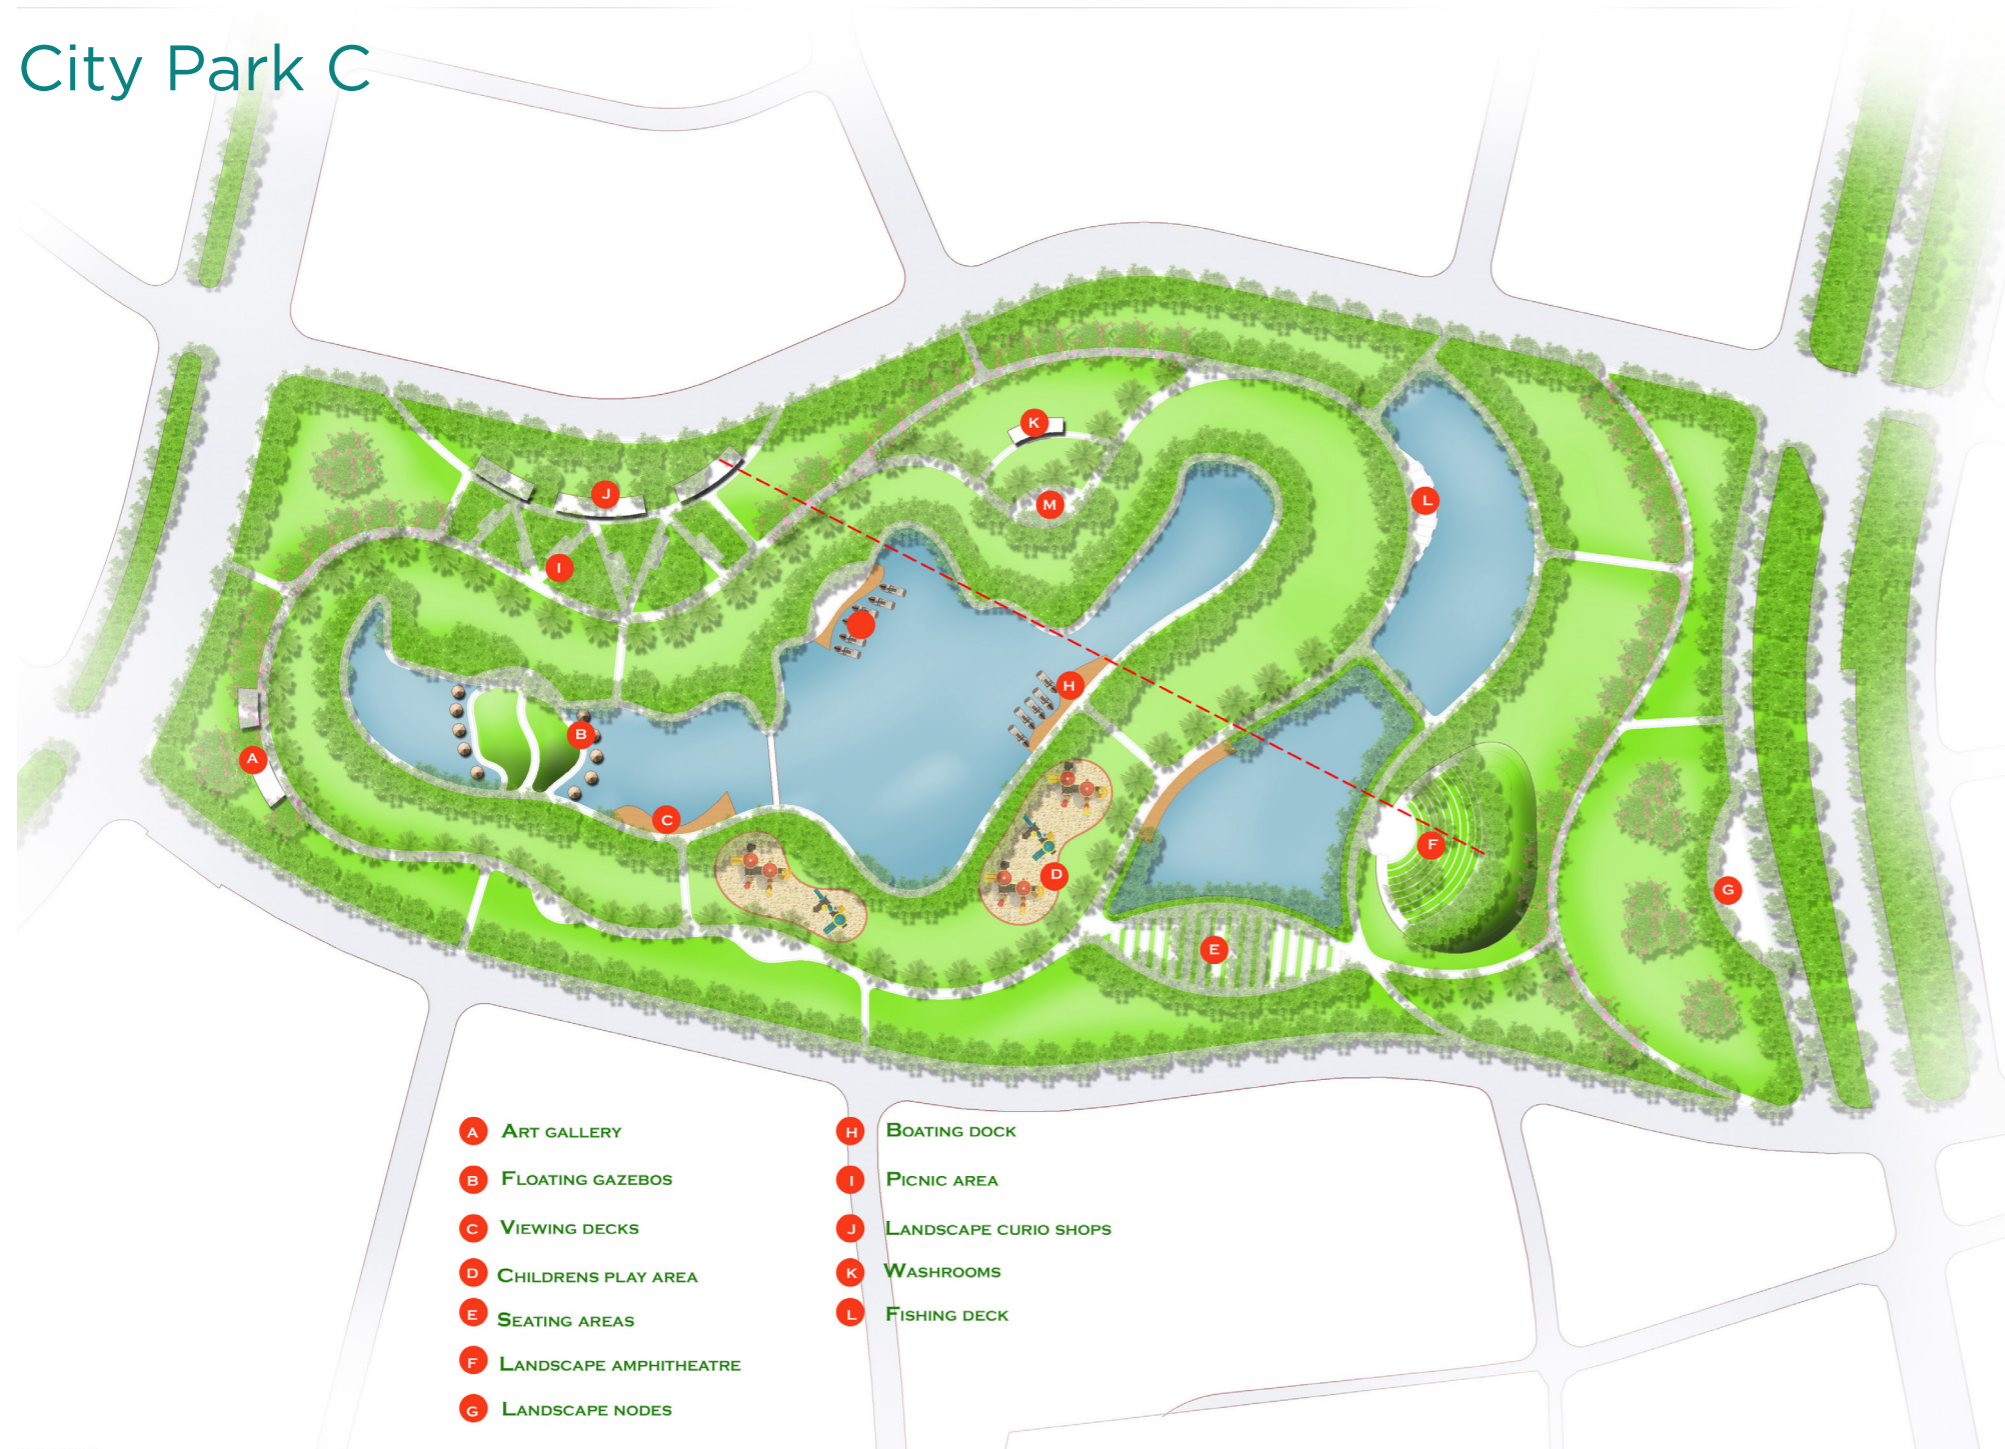 City Park C
K
J
L
M
I
H
B
A
C
F
D
G
E
A ART GALLERY
B FLOATING GAZEBOS
C VIEWING DECKS
D CHILDRENS PLAY AREA
E SEATING AREAS
F LANDSCAPE AMPHITHEATRE
G LANDSCAPE NODES
H BOATING DOCK
I PICNIC AREA
J LANDSCAPE CURIO SHOPS
K WASHROOMS
L FISHING DECK